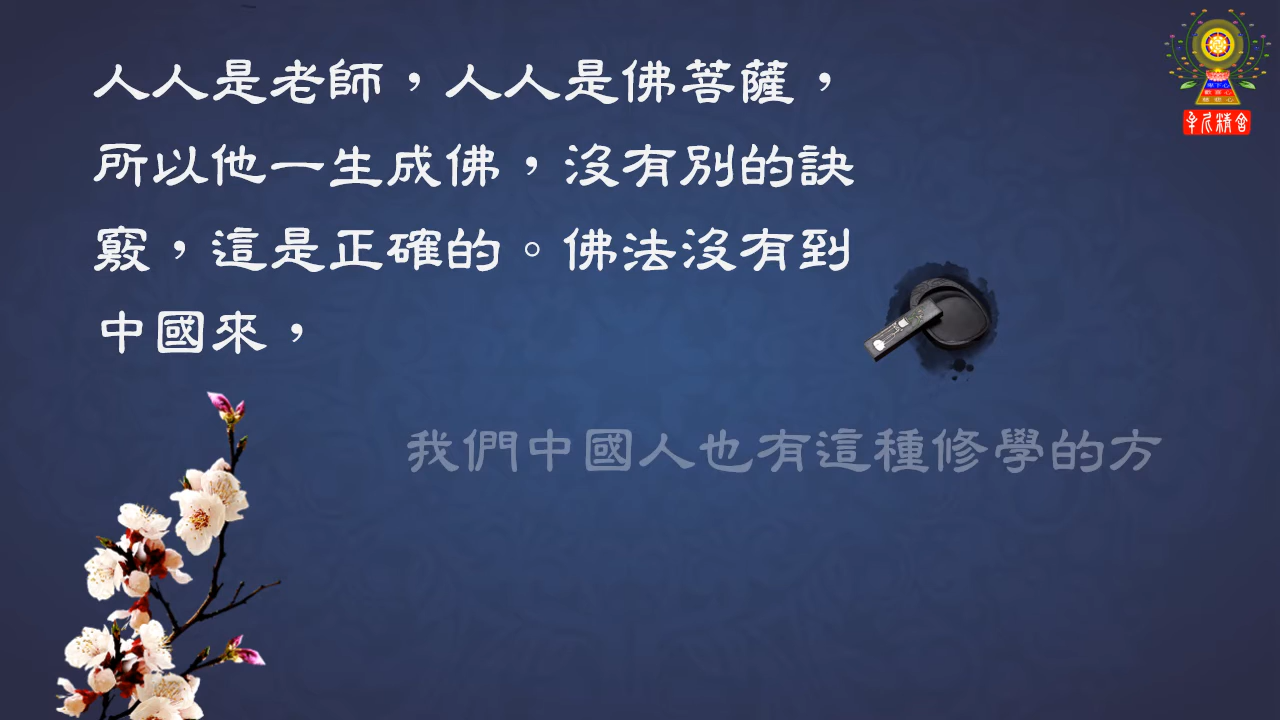 人人是老師，人人是佛菩薩，
所以他一生成佛，沒有別的訣
竅，這是正確的。佛法沒有到
中國來，
我們中國人也有這種修學的方